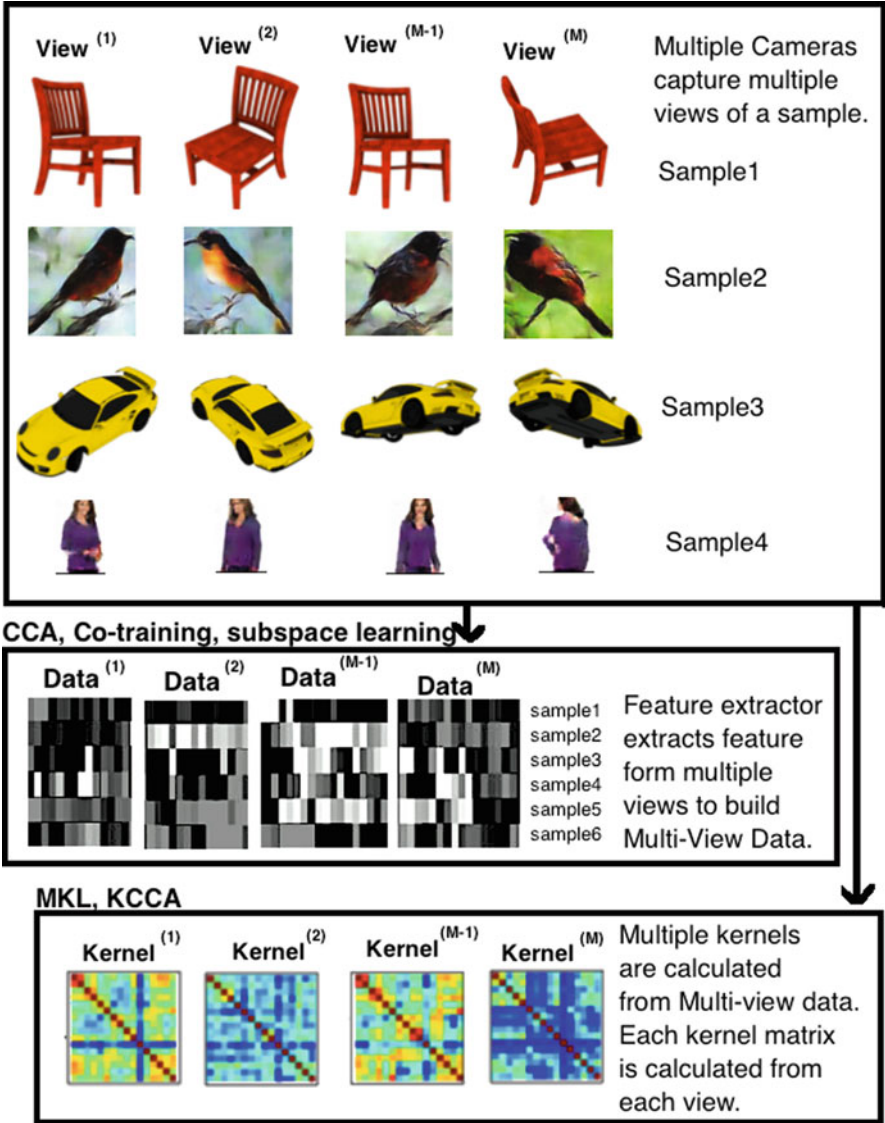 View (1)
View (2)
View (M-1)
View (M)
Multiple Cameras
capture multiple
views of a sample.
Sample1
Sample2
Sample3
Sample4
CCA, Co-training, subspace learning
Data (1)
Data (2)
Data (M-1)
Data (M)
sample1
sample2
sample3
sample4
sample5
sample6
Feature extractor
extracts feature
form multiple
views to build
Multi-View Data.
MKL, KCCA
Kernel (1)
Kernel (2)
Kernel (M-1)
Kernel (M)
Multiple kernels
are calculated
from Multi-view data.
Each kernel matrix
is calculated from
each view.